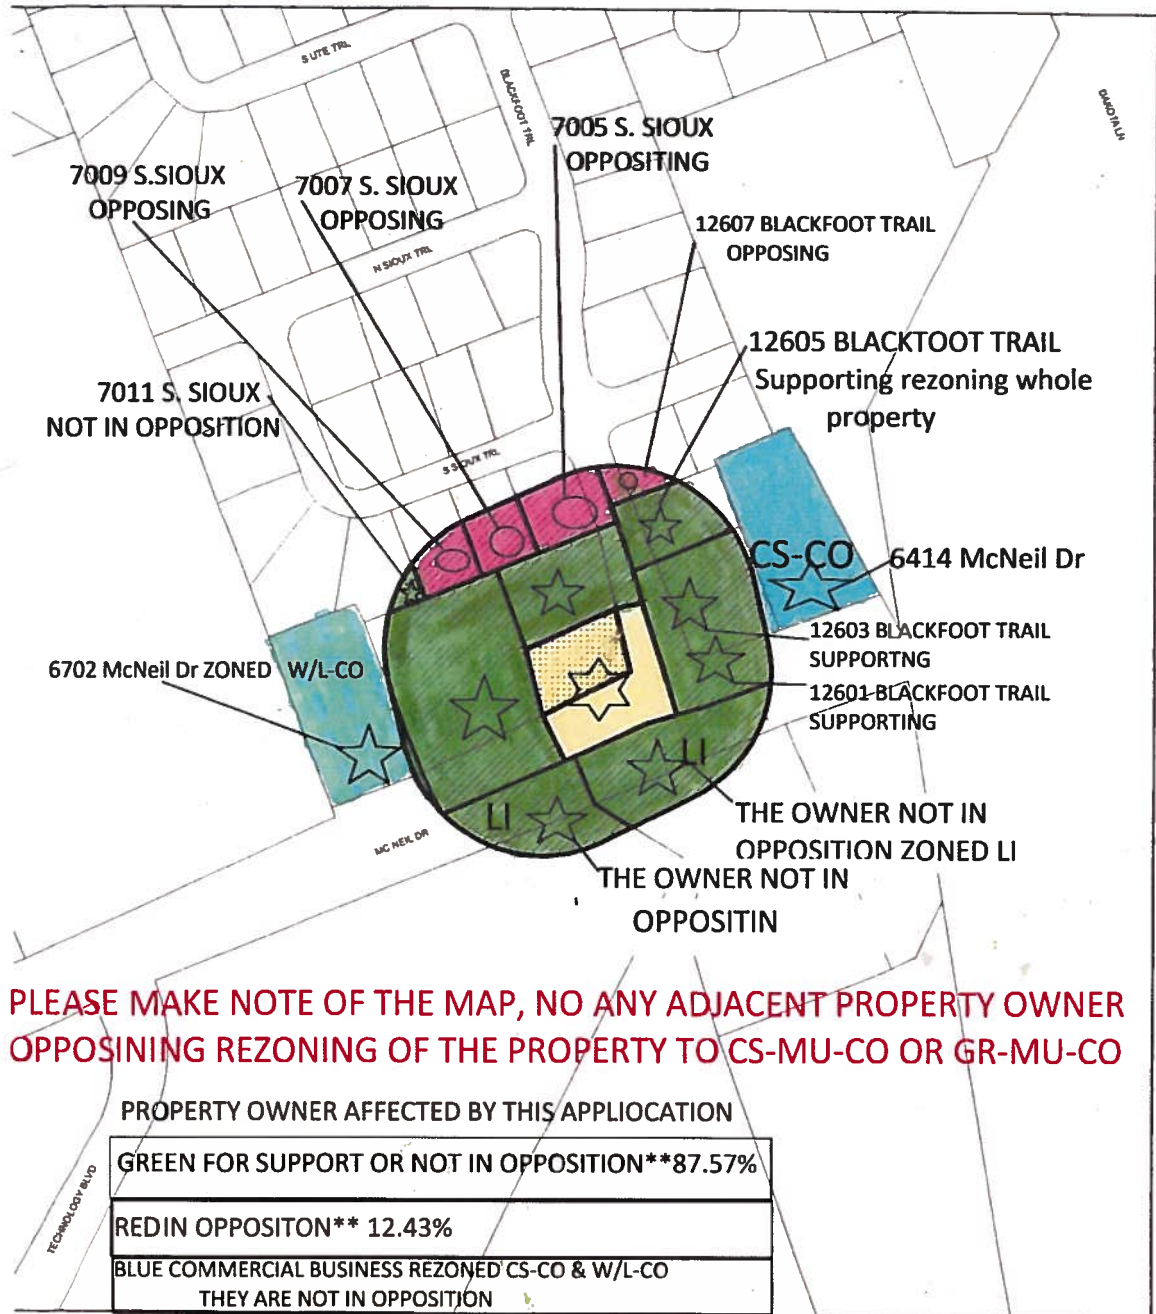 S UTE TRL
BLACKFOOT TRL
DAKOTA LN
7005 S. SIOUX
OPPOSITING
7009 S.SIOUX
OPPOSING
7007 S. SIOUX
OPPOSING
12607 BLACKFOOT TRAIL
OPPOSING
N SIOUX TRL
12605 BLACKTOOT TRAIL
Supporting rezoning whole
property
7011 S. SIOUX
NOT IN OPPOSITION
S SIOUX TRL
CS-CO
6414 McNeil Dr
12603 BLACKFOOT TRAIL
SUPPORTNG
6702 McNeil Dr ZONED W/L-CO
12601 BLACKFOOT TRAIL
SUPPORTING
LI
LI
THE OWNER NOT IN
OPPOSITION ZONED LI
MC NEIL DR
THE OWNER NOT IN
OPPOSITIN
PLEASE MAKE NOTE OF THE MAP, NO ANY ADJACENT PROPERTY OWNER
OPPOSINING REZONING OF THE PROPERTY TO CS-MU-CO OR GR-MU-CO
PROPERTY OWNER AFFECTED BY THIS APPLIOCATION
GREEN FOR SUPPORT OR NOT IN OPPOSITION**87.57%
REDIN OPPOSITON** 12.43%
BLUE COMMERCIAL BUSINESS REZONED CS-CO & W/L-CO
THEY ARE NOT IN OPPOSITION
TECHNOLOGY BLVD